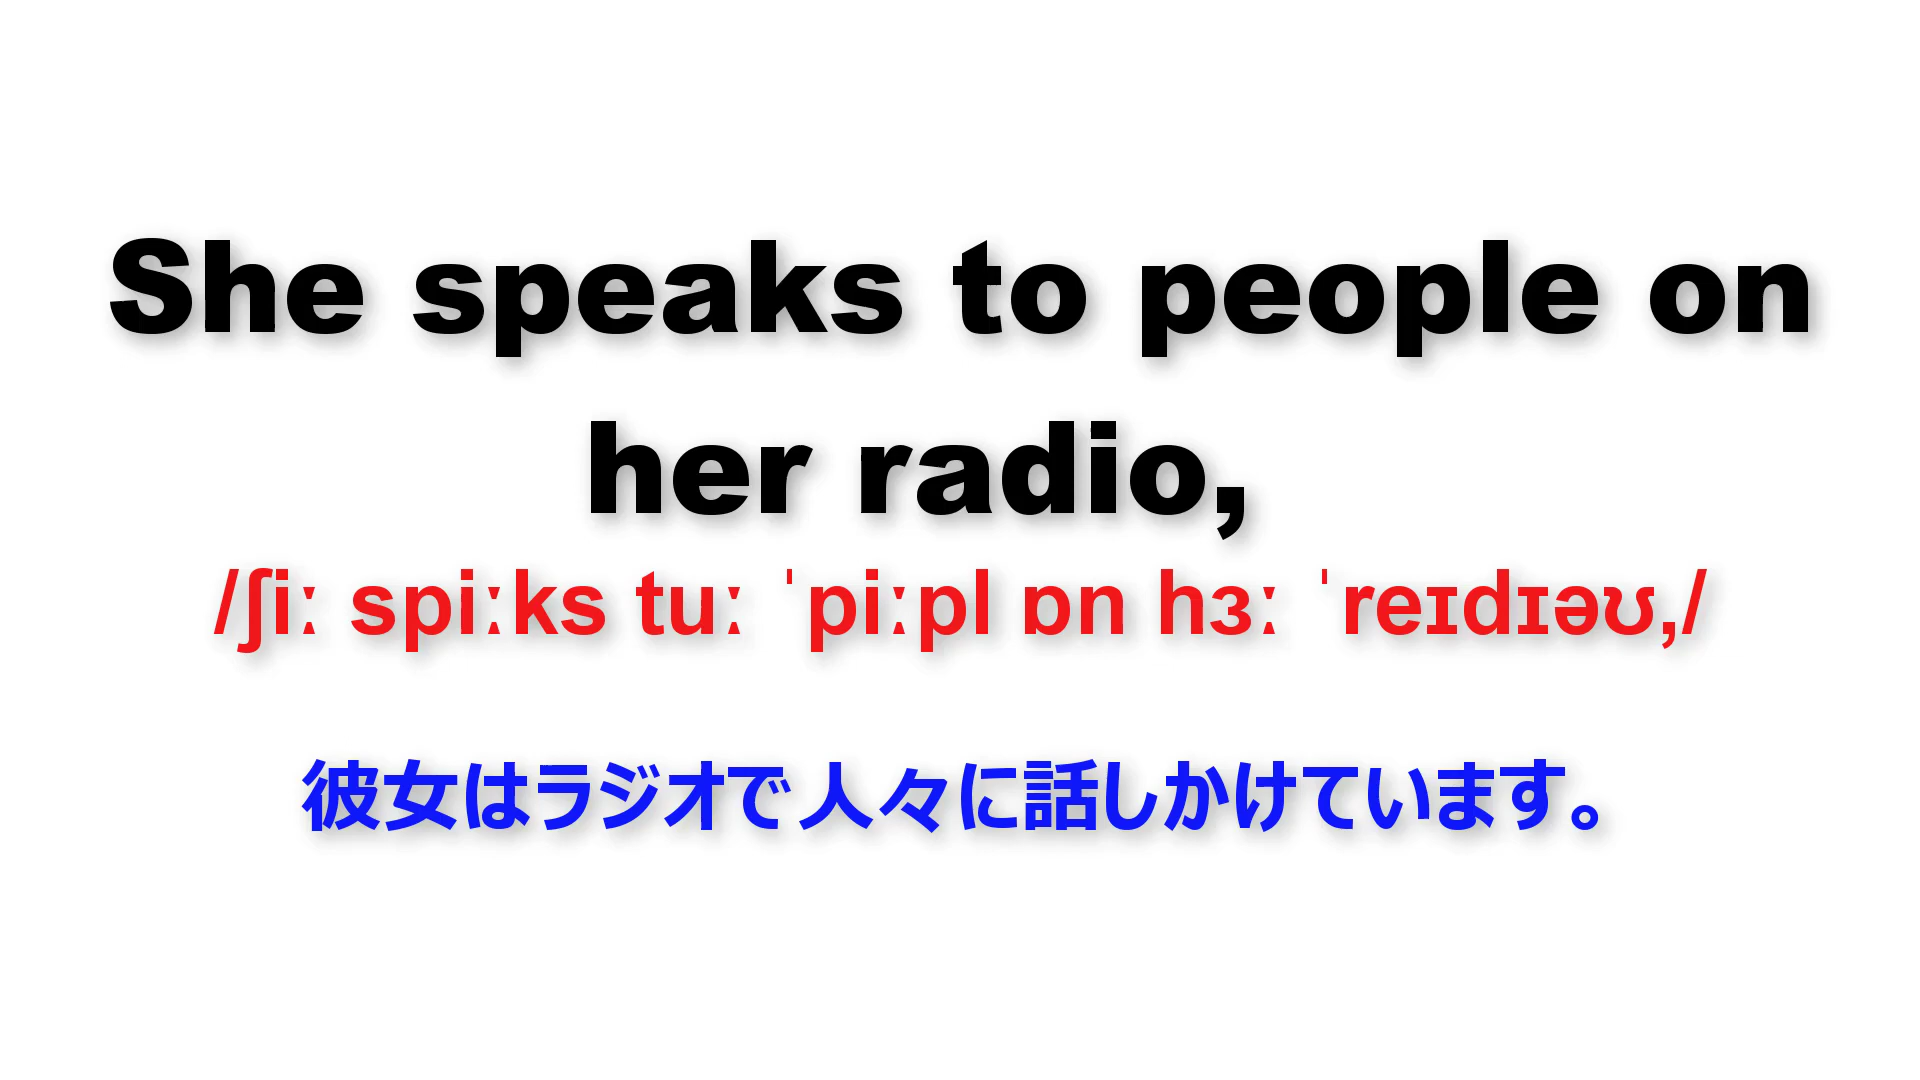 She speaks to people on
her radio,
/ʃiː spiːks tuː ˈpiːpl ɒn hɜː ˈreɪdɪəʊ,/
彼女はラジオで人々に話しかけています。